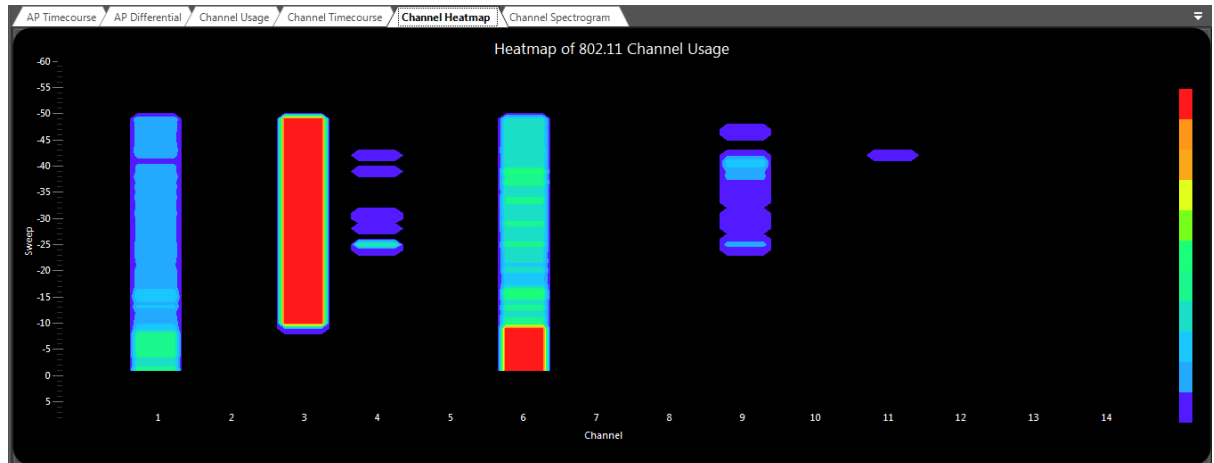 AP Timecourse AP Differential Channel Usage Channel Timecourse Channel Heatmap Channel Spectrogram
Heatmap of 802.11 Channel Usage
-60
-55
-50
-45
-40
-35
-30
-25
-20
-15
-10
-5
0
5
Sweep
1 2 3 4 5 6 7 8 9 10 11 12 13 14
Channel